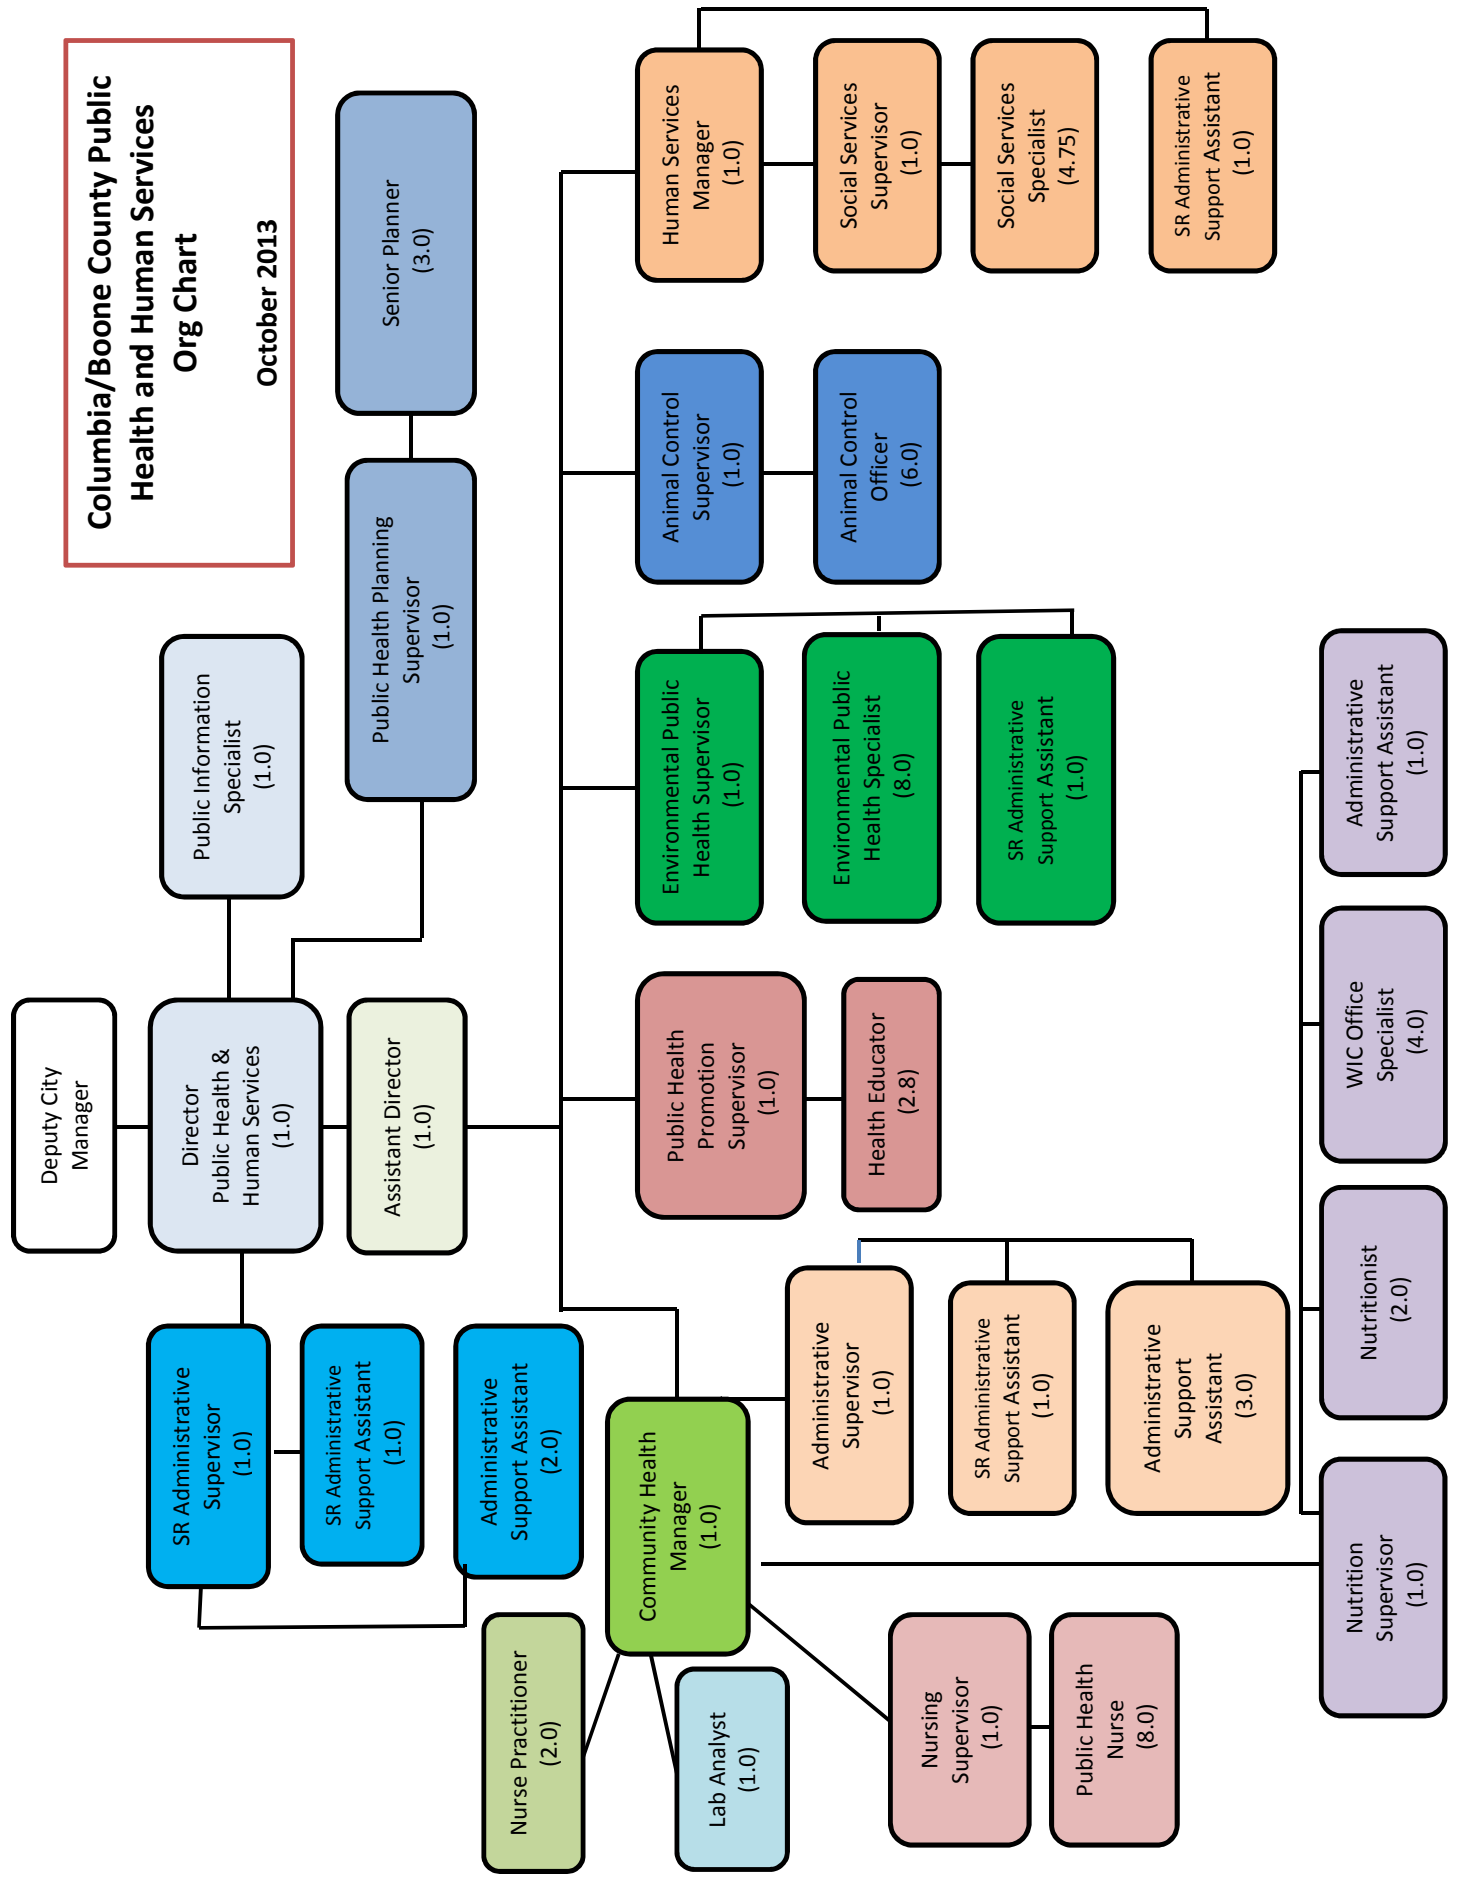 Columbia/Boone County Public
Health and Human Services
Org Chart
October 2013
Deputy City
Manager
Director
Public Health &
Human Services
(1.0)
Public Information
Specialist
(1.0)
Assistant Director
(1.0)
Public Health Planning
Supervisor
(1.0)
Senior Planner
(3.0)
SR Administrative
Supervisor
(1.0)
SR Administrative
Support Assistant
(1.0)
Administrative
Support Assistant
(2.0)
Nurse Practitioner
(2.0)
Community Health
Manager
(1.0)
Lab Analyst
(1.0)
Nursing
Supervisor
(1.0)
Public Health
Nurse
(8.0)
Administrative
Supervisor
(1.0)
SR Administrative
Support Assistant
(1.0)
Administrative
Support
Assistant
(3.0)
Public Health
Promotion
Supervisor
(1.0)
Health Educator
(2.8)
Environmental Public
Health Supervisor
(1.0)
Environmental Public
Health Specialist
(8.0)
SR Administrative
Support Assistant
(1.0)
Animal Control
Supervisor
(1.0)
Animal Control
Officer
(6.0)
Human Services
Manager
(1.0)
Social Services
Supervisor
(1.0)
Social Services
Specialist
(4.75)
SR Administrative
Support Assistant
(1.0)
Nutrition
Supervisor
(1.0)
Nutritionist
(2.0)
WIC Office
Specialist
(4.0)
Administrative
Support Assistant
(1.0)